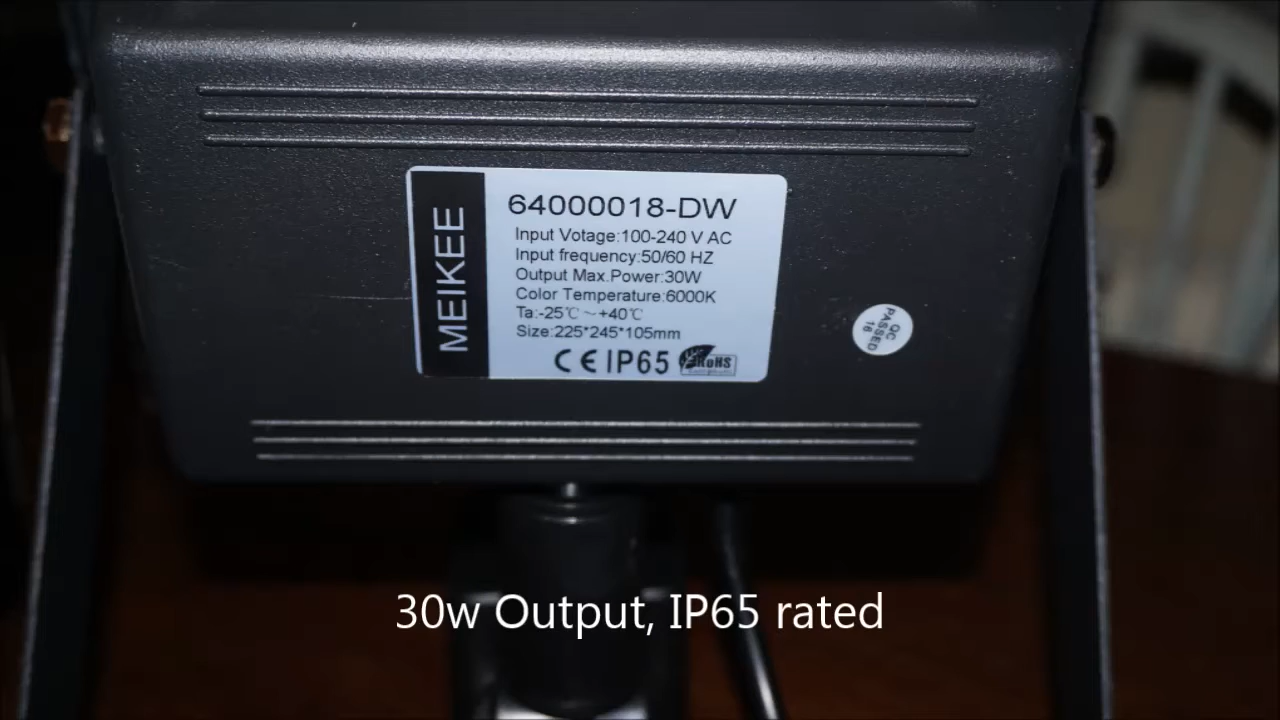 MEIKEE
64000018-DW
Input Votage:100-240 V AC
Input frequency:50/60 HZ
Output Max.Power:30W
Color Temperature:6000K
Ta:-25℃ ~+40℃
Size:225*245*105mm
CE IP65 RoHS
QC
PASSED
16
30w Output, IP65 rated